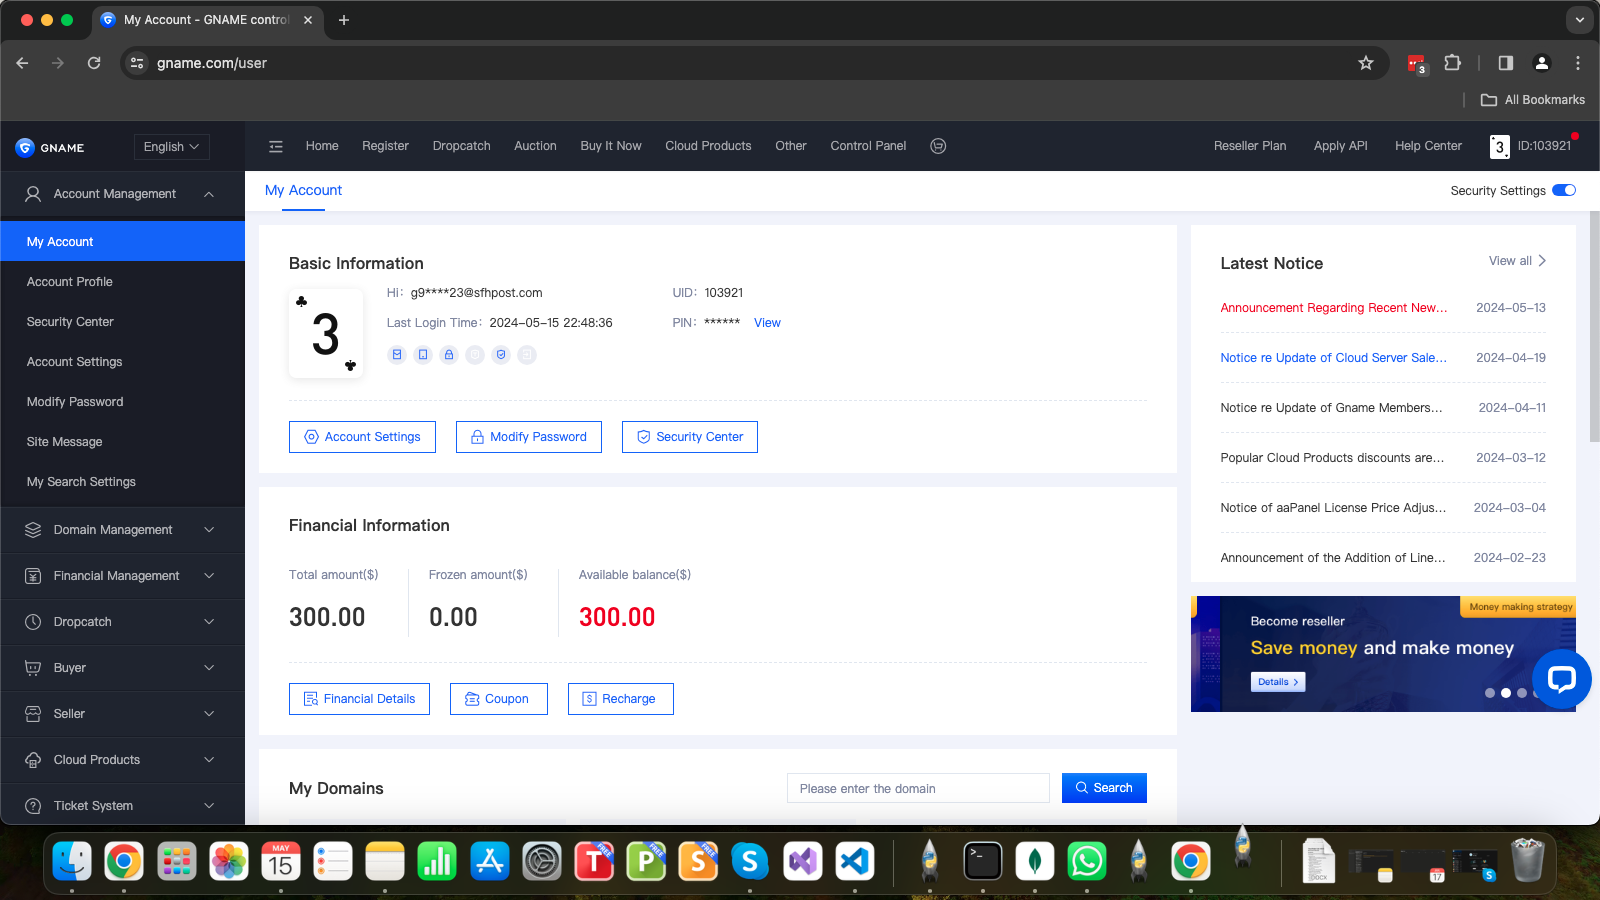 My Account - GNAME control
gname.com/user
3
All Bookmarks
GNAME
English
Home
Register
Dropcatch
Auction
Buy It Now
Cloud Products
Other
Control Panel
Reseller Plan
Apply API
Help Center
3
ID:103921
Account Management
My Account
Account Profile
Security Center
Account Settings
Modify Password
Site Message
My Search Settings
Domain Management
Financial Management
Dropcatch
Buyer
Seller
Cloud Products
Ticket System
My Account
Security Settings
Basic Information
3
Hi: g9****23@sfhpost.com
UID: 103921
Last Login Time: 2024-05-15 22:48:36
PIN: ****** View
Account Settings
Modify Password
Security Center
Financial Information
Total amount($)
Frozen amount($)
Available balance($)
300.00
0.00
300.00
Financial Details
Coupon
Recharge
My Domains
Please enter the domain
Search
Latest Notice
View all
Announcement Regarding Recent New... 2024-05-13
Notice re Update of Cloud Server Sale... 2024-04-19
Notice re Update of Gname Members... 2024-04-11
Popular Cloud Products discounts are... 2024-03-12
Notice of aaPanel License Price Adjus... 2024-03-04
Announcement of the Addition of Line... 2024-02-23
Money making strategy
Become reseller
Save money and make money
Details >
MAY
15
T FREE
P FREE
S FREE
S
>_
DOCX
17
S